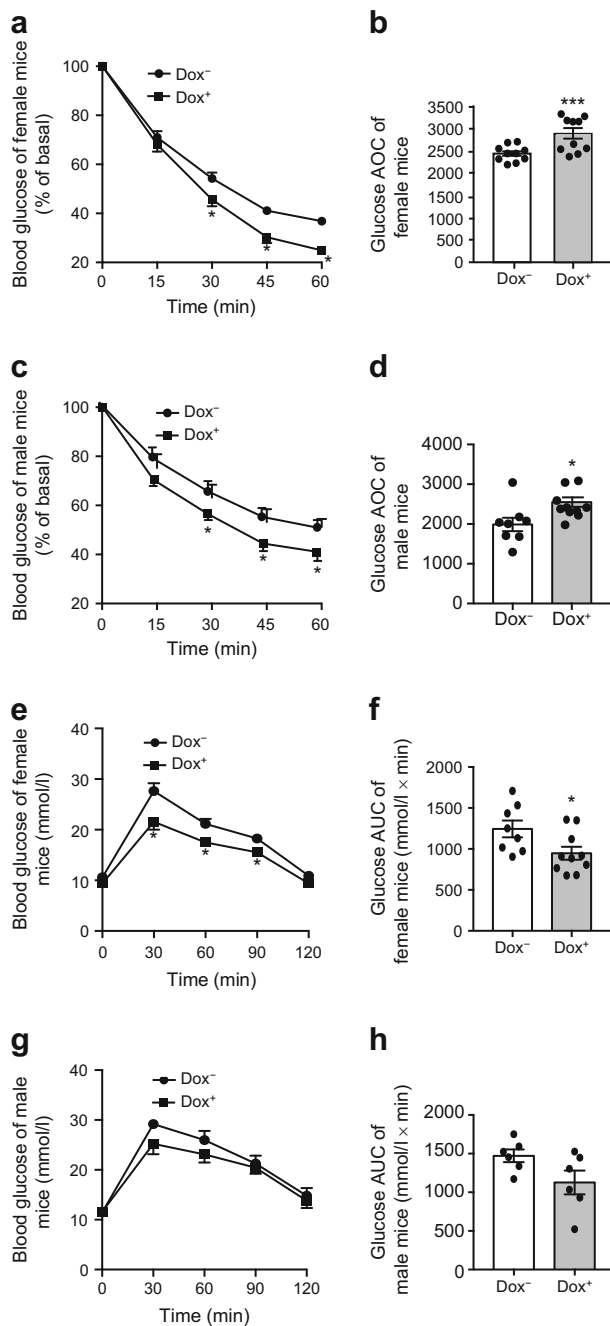 a
Blood glucose of female mice
(% of basal)
100
80
60
40
20
0
15
30
45
60
Time (min)
Dox⁻
Dox⁺
*
*
*
b
Glucose AOC of
female mice
3500
3000
2500
2000
1500
1000
500
0
***
Dox⁻
Dox⁺
c
Blood glucose of male mice
(% of basal)
100
80
60
40
20
0
15
30
45
60
Time (min)
Dox⁻
Dox⁺
*
*
*
d
Glucose AOC of
male mice
4000
3000
2000
1000
0
*
Dox⁻
Dox⁺
e
Blood glucose of female
mice (mmol/l)
40
30
20
10
0
0
30
60
90
120
Time (min)
Dox⁻
Dox⁺
*
*
*
f
Glucose AUC of
female mice (mmol/l × min)
2000
1500
1000
500
0
*
Dox⁻
Dox⁺
g
Blood glucose of male
mice (mmol/l)
40
30
20
10
0
0
30
60
90
120
Time (min)
Dox⁻
Dox⁺
h
Glucose AUC of
male mice (mmol/l × min)
2000
1500
1000
500
0
Dox⁻
Dox⁺